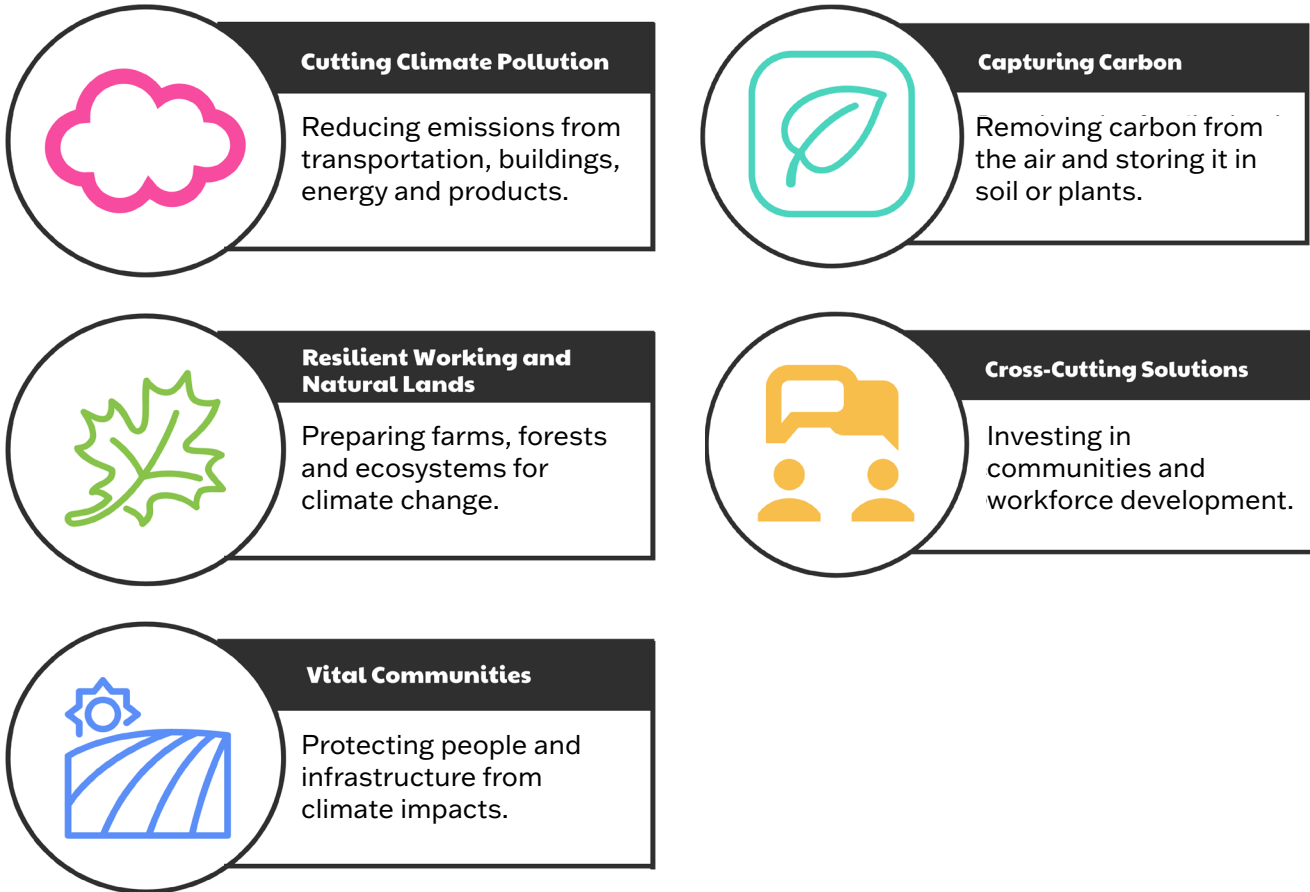 Cutting Climate Pollution
Reducing emissions from
transportation, buildings,
energy and products.
Capturing Carbon
Removing carbon from
the air and storing it in
soil or plants.
Resilient Working and
Natural Lands
Preparing farms, forests
and ecosystems for
climate change.
Cross-Cutting Solutions
Investing in
communities and
workforce development.
Vital Communities
Protecting people and
infrastructure from
climate impacts.